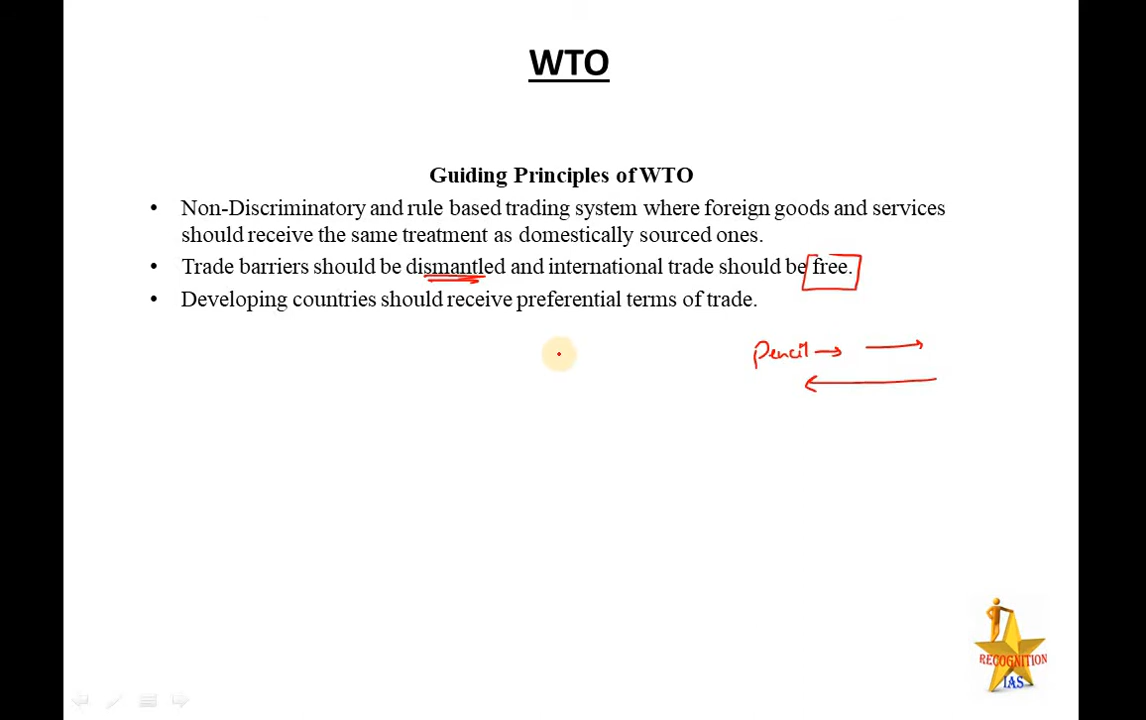 WTO
Guiding Principles of WTO
• Non-Discriminatory and rule based trading system where foreign goods and services
should receive the same treatment as domestically sourced ones.
• Trade barriers should be dismantled and international trade should be free.
• Developing countries should receive preferential terms of trade.
Pencil
RECOGNITION
IAS